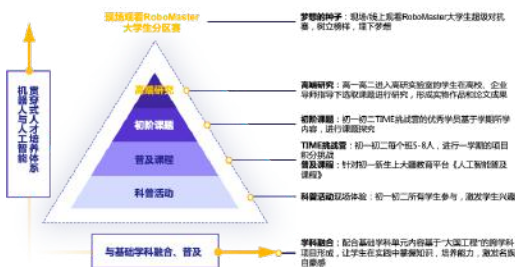 现场观看RoboMaster
大学生分区赛
梦想的种子：现场/线上观看RoboMaster大学生超级对抗
赛，树立榜样，埋下梦想
贯穿式人才培养体系
机器人与人工智能
高端研究
初阶课题
普及课程
科普活动
高端研究：高一高二进入高研实验室的学生在高校、企业
导师指导下选取课题进行研究，形成实物作品和论文成果
初阶课题：初一初二TIME挑战营的优秀学员基于学期所学
内容，进行课题探究
TIME挑战营：初一初二每个班5-8人，进行一学期的项目
积分挑战
普及课程：针对初一新生上大疆教育平台《人工智能普及
课程》
科普活动现场体验：初一初二所有学生参与，激发学生兴趣
与基础学科融合、普及
学科融合：配合基础学科单元内容基于“大国工程”的跨学科
项目形成，让学生在实践中掌握知识，培养能力，激发名族
自豪感